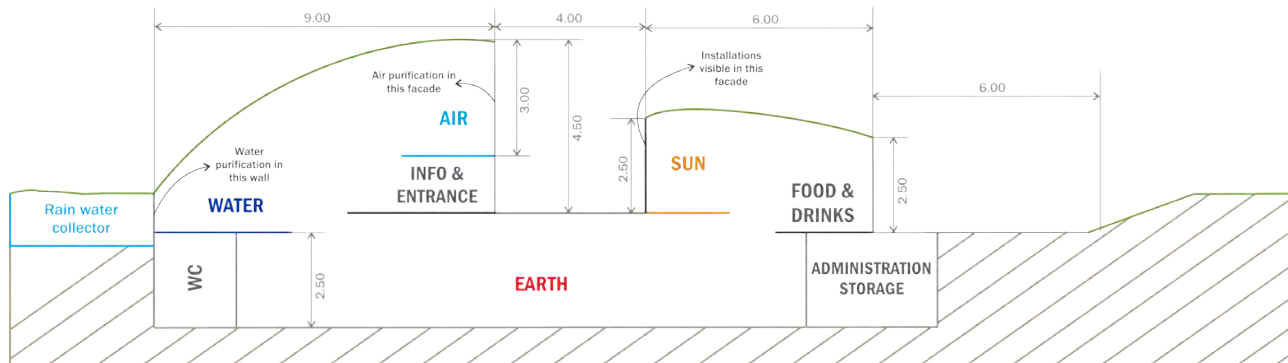 9.00
4.00
6.00
6.00
Installations
visible in this
facade
Air purification in
this facade
3.00
4.50
AIR
2.50
SUN
Water
purification in
this wall
INFO &
ENTRANCE
FOOD &
DRINKS
2.50
Rain water
collector
WATER
WC
2.50
EARTH
ADMINISTRATION
STORAGE